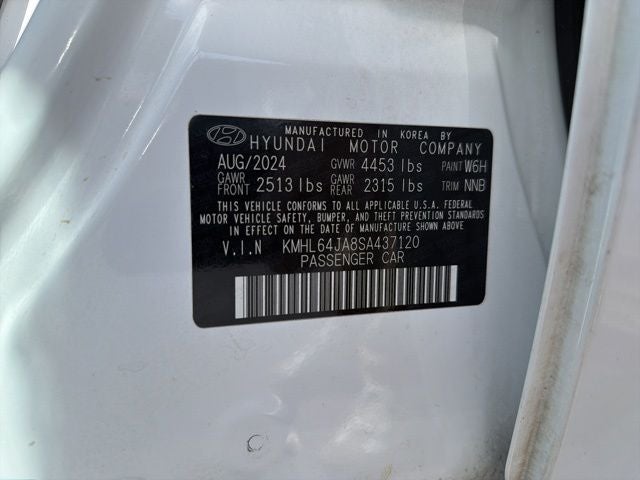 MANUFACTURED IN KOREA BY
HYUNDAI MOTOR COMPANY
AUG/2024 GVWR 4453 lbs PAINT W6H
GAWR FRONT 2513 lbs GAWR REAR 2315 lbs TRIM NNB
THIS VEHICLE CONFORMS TO ALL APPLICABLE U.S.A. FEDERAL
MOTOR VEHICLE SAFETY, BUMPER, AND THEFT PREVENTION STANDARDS
IN EFFECT ON THE DATE OF MANUFACTURE SHOWN ABOVE.
V.I.N KMHL64JA8SA437120
PASSENGER CAR